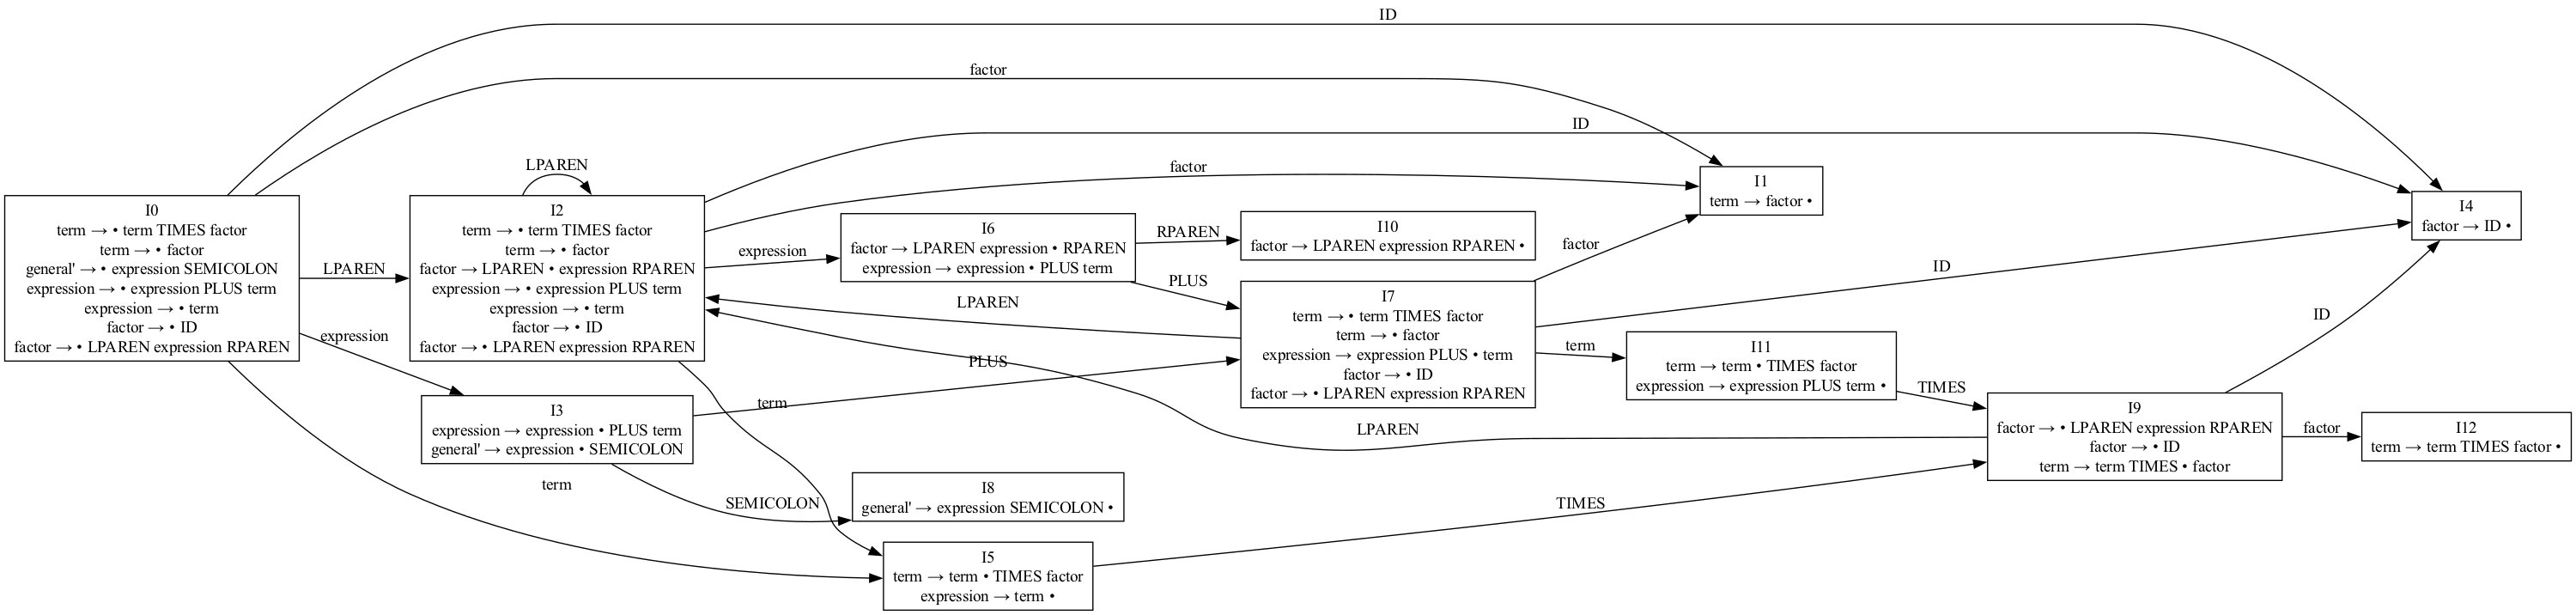 ID
factor
ID
LPAREN
factor
I0
term → • term TIMES factor
term → • factor
general' → • expression SEMICOLON
expression → • expression PLUS term
expression → • term
factor → • ID
factor → • LPAREN expression RPAREN
LPAREN
expression
term
I2
term → • term TIMES factor
term → • factor
factor → LPAREN • expression RPAREN
expression → • expression PLUS term
expression → • term
factor → • ID
factor → • LPAREN expression RPAREN
expression
term
I3
expression → expression • PLUS term
general' → expression • SEMICOLON
PLUS
SEMICOLON
I6
factor → LPAREN expression • RPAREN
expression → expression • PLUS term
RPAREN
PLUS
LPAREN
I8
general' → expression SEMICOLON •
I5
term → term • TIMES factor
expression → term •
I10
factor → LPAREN expression RPAREN •
I7
term → • term TIMES factor
term → • factor
expression → expression PLUS • term
factor → • ID
factor → • LPAREN expression RPAREN
factor
ID
term
LPAREN
TIMES
I1
term → factor •
I11
term → term • TIMES factor
expression → expression PLUS term •
TIMES
I9
factor → • LPAREN expression RPAREN
factor → • ID
term → term TIMES • factor
ID
factor
I4
factor → ID •
I12
term → term TIMES factor •